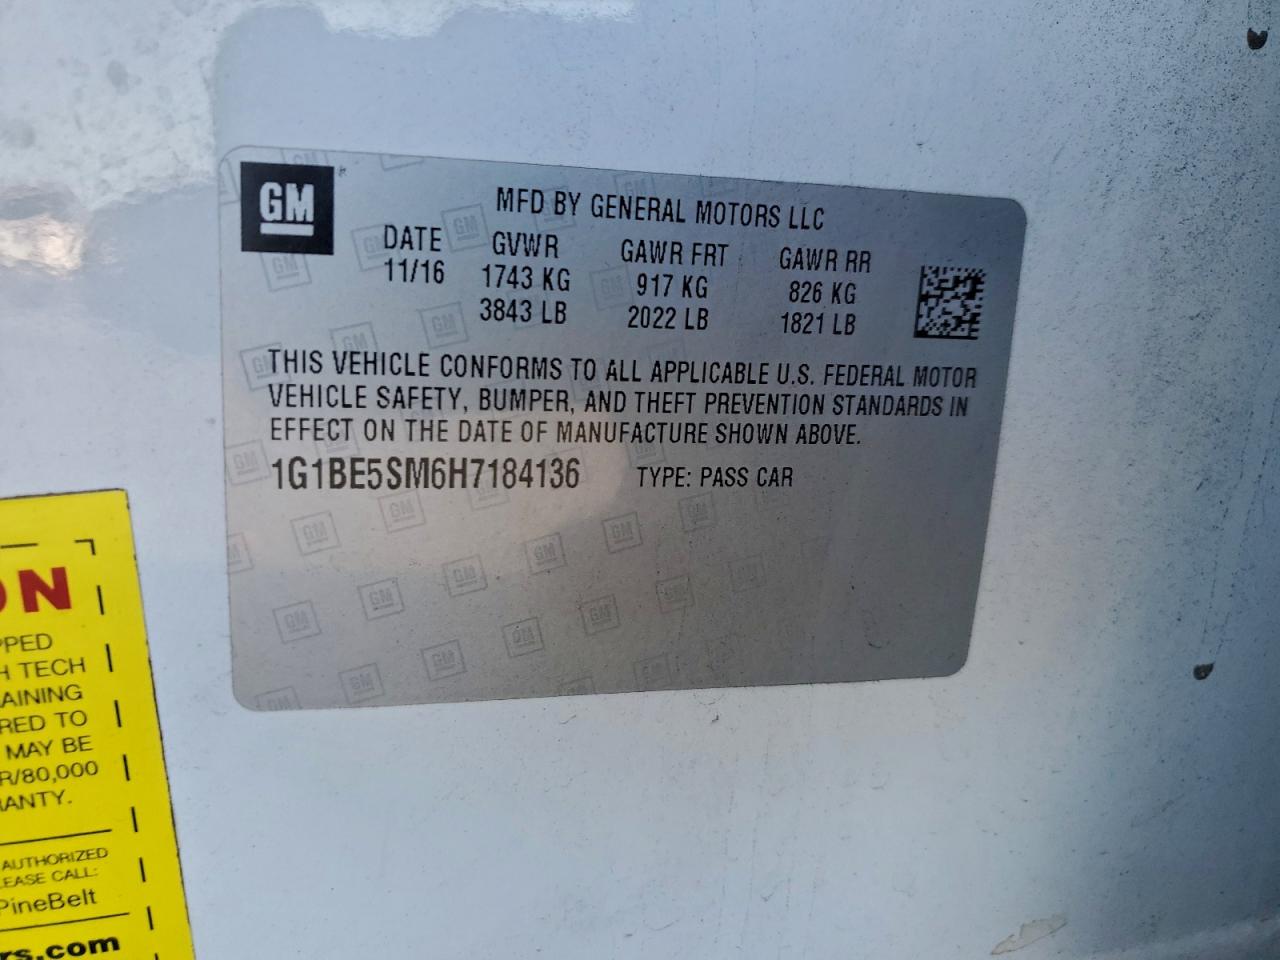 GM
MFD BY GENERAL MOTORS LLC
DATE GVWR GAWR FRT GAWR RR
11/16 1743 KG 917 KG 826 KG
3843 LB 2022 LB 1821 LB
THIS VEHICLE CONFORMS TO ALL APPLICABLE U.S. FEDERAL MOTOR
VEHICLE SAFETY, BUMPER, AND THEFT PREVENTION STANDARDS IN
EFFECT ON THE DATE OF MANUFACTURE SHOWN ABOVE.
1G1BE5SM6H7184136 TYPE: PASS CAR
ON
PPED
H TECH
AINING
RED TO
MAY BE
R/80,000
ANTY.
AUTHORIZED
EASE CALL:
PineBelt
rs.com